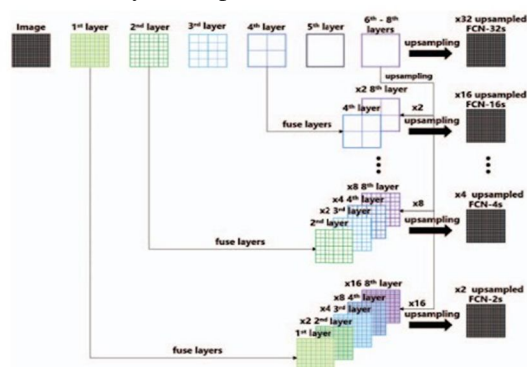 Image
1st layer
2nd layer
3rd layer
4th layer
5th layer
6th - 8th
layers
upsampling
x32 upsampled
FCN-32s
upsampling
x2 8th layer
4th layer
x2
fuse layers
upsampling
x16 upsampled
FCN-16s
x8 8th layer
x4 4th layer
x2 3rd layer
2nd layer
x8
fuse layers
upsampling
x4 upsampled
FCN-4s
x16 8th layer
x8 4th layer
x4 3rd layer
x2 2nd layer
1st layer
x16
fuse layers
upsampling
x2 upsampled
FCN-2s